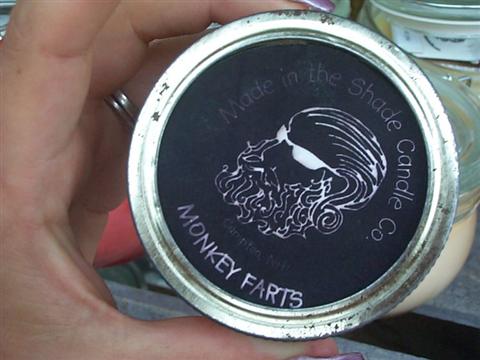 Made in the Shade Candle Co.
MONKEY FARTS